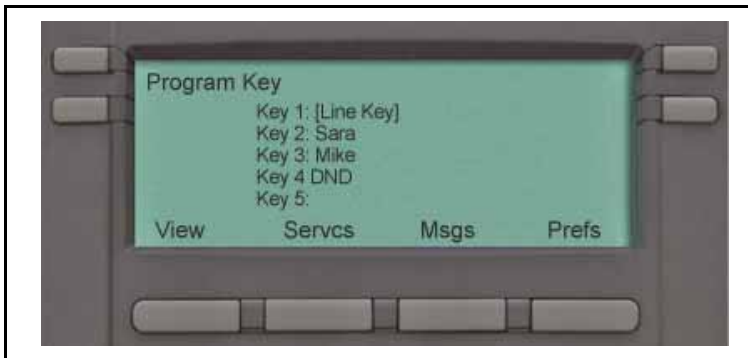 Program Key
Key 1: [Line Key]
Key 2: Sara
Key 3: Mike
Key 4 DND
Key 5:
View Servcs Msgs Prefs